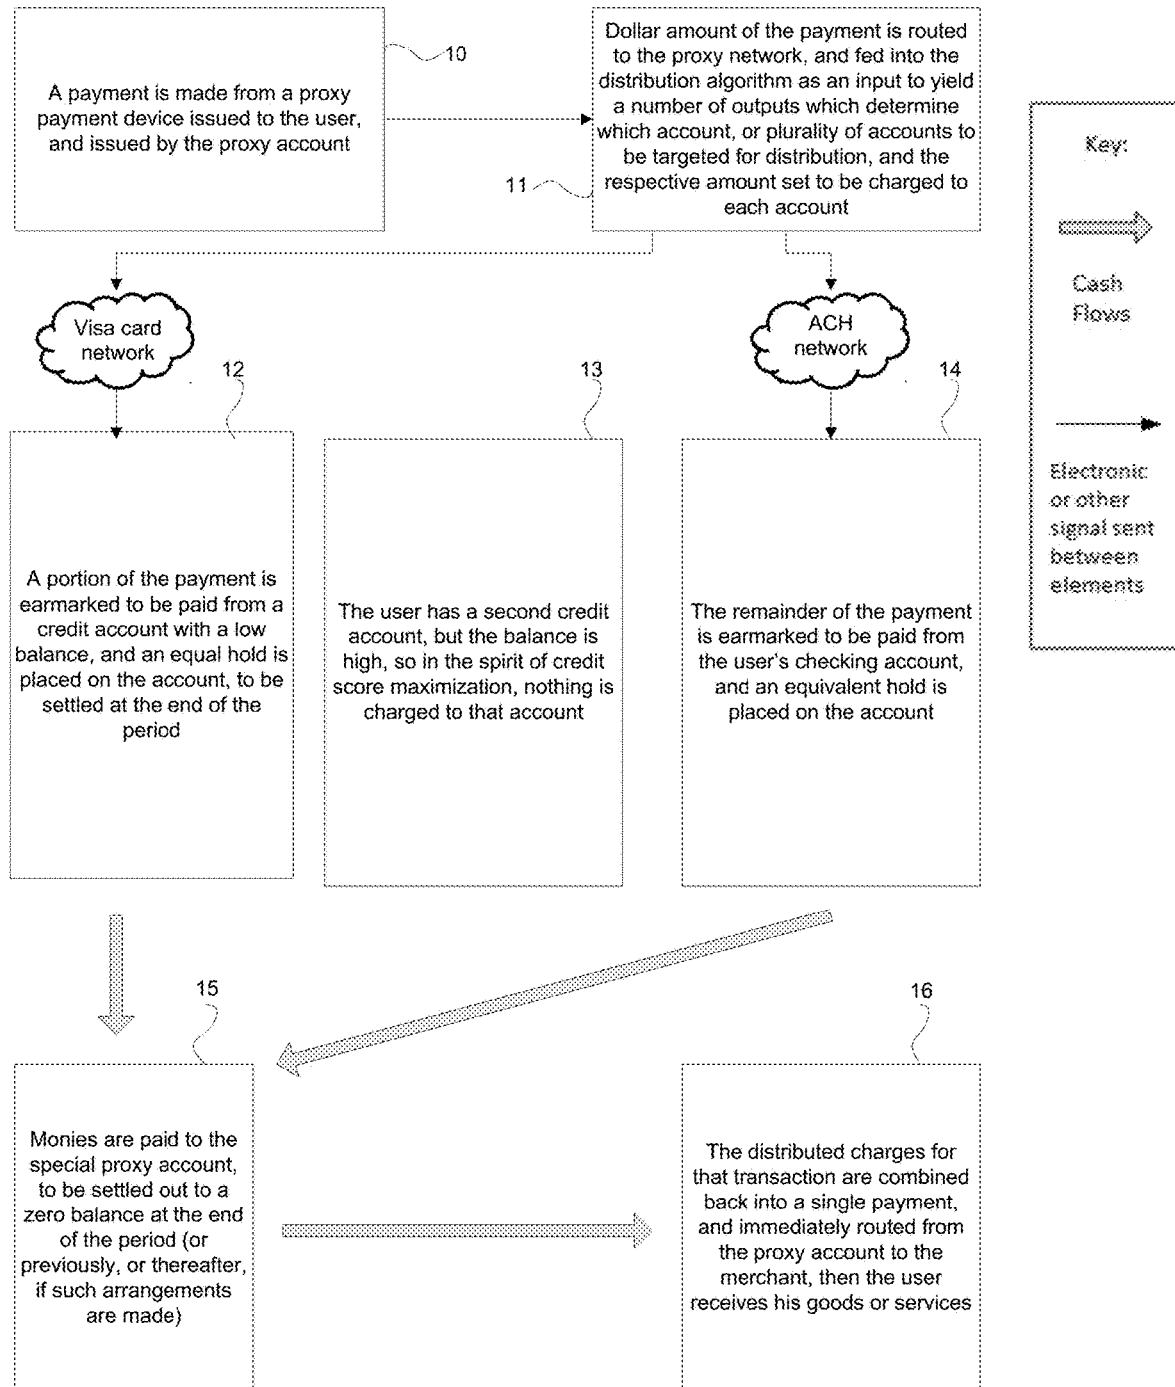 A payment is made from a proxy
payment device issued to the user,
and issued by the proxy account
10
Dollar amount of the payment is routed
to the proxy network, and fed into the
distribution algorithm as an input to yield
a number of outputs which determine
which account, or plurality of accounts to
be targeted for distribution, and the
respective amount set to be charged to
each account
11
Key:
Cash
Flows
Electronic
or other
signal sent
between
elements
Visa card
network
ACH
network
12
13
14
A portion of the payment is
earmarked to be paid from a
credit account with a low
balance, and an equal hold is
placed on the account, to be
settled at the end of the
period
The user has a second credit
account, but the balance is
high, so in the spirit of credit
score maximization, nothing is
charged to that account
The remainder of the payment
is earmarked to be paid from
the user's checking account,
and an equivalent hold is
placed on the account
15
16
Monies are paid to the
special proxy account,
to be settled out to a
zero balance at the end
of the period (or
previously, or thereafter,
if such arrangements
are made)
The distributed charges for
that transaction are combined
back into a single payment,
and immediately routed from
the proxy account to the
merchant, then the user
receives his goods or services